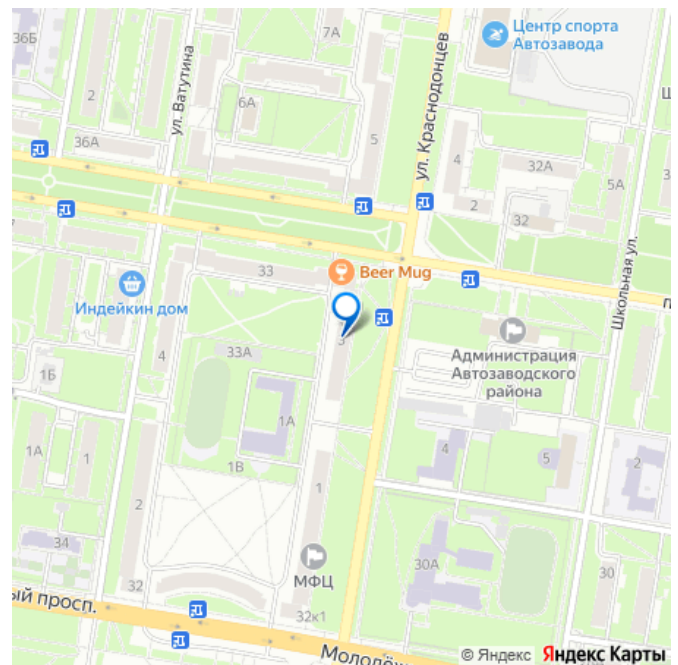 36Б
7А
Центр спорта
Автозавода
ул. Ватутина
2
6А
ул. Краснодонцев
36А
5
4
32А
5А
3
2
32
Школьная ул.
33
Beer Mug
Индейкин дом
3
4
33А
Администрация
Автозаводского
района
1Б
1А
1В
1А
1
4
5
2
2
1
34
МФЦ
30А
30
32
32к1
ый просп.
Молодёж
© Яндекс Яндекс Карты